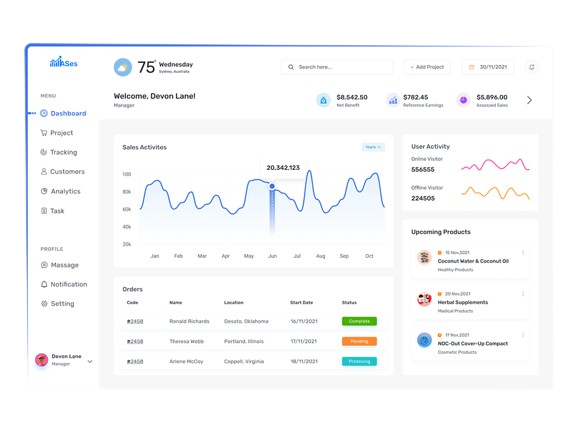 ASes
75°
Wednesday
Sydney, Australia
Search here...
+ Add Project
30/11/2021
MENU
Dashboard
Project
Tracking
Customers
Analytics
Task
PROFILE
Massage
Notification
Setting
Devon Lane
Manager
Welcome, Devon Lane!
Manager
$8,542.50
Net Benefit
$782.45
Reference Earnings
$5,896.00
Assessed Sales
Sales Activites
Years
20,342,123
100
80k
60k
40k
20k
Jan Feb Mar Apr May Jun Jul Aug Sep Oct
User Activity
Online Visitor
556555
Offline Visitor
224505
Orders
Code Name Location Start Date Status
#2458 Ronald Richards Desoto, Oklahoma 16/11/2021 Complete
#2458 Theresa Webb Portland, Illinois 17/11/2021 Pending
#2458 Arlene McCoy Coppell, Virginia 18/11/2021
Upcoming Products
15 Nov,2021
Coconut Water & Coconut Oil
Healthy Products
20 Nov,2021
Herbal Supplements
Madical Products
17 Nov,2021
NOC-Out Cover-Up Compact
Cosmetic Products